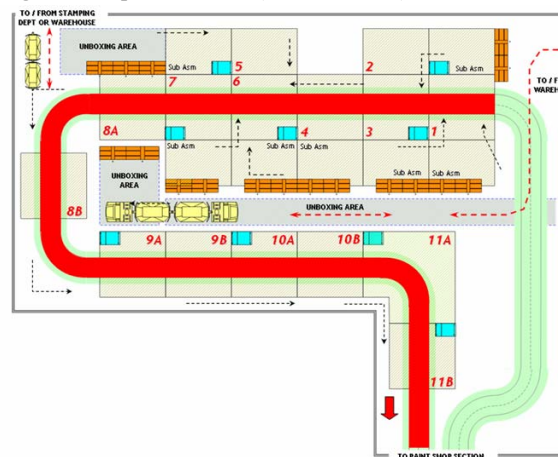 TO / FROM STAMPING
DEPT OR WAREHOUSE
UNBOXING AREA
Sub Asm
5
2
Sub Asm
7
6
TO / F
WAREH
8A
4
3
1
Sub Asm
Sub Asm
Sub Asm
Sub Asm
Sub Asm
UNBOXING
AREA
8B
UNBOXING AREA
9A
9B
10A
10B
11A
11B
TO PAINT SHOP SECTION